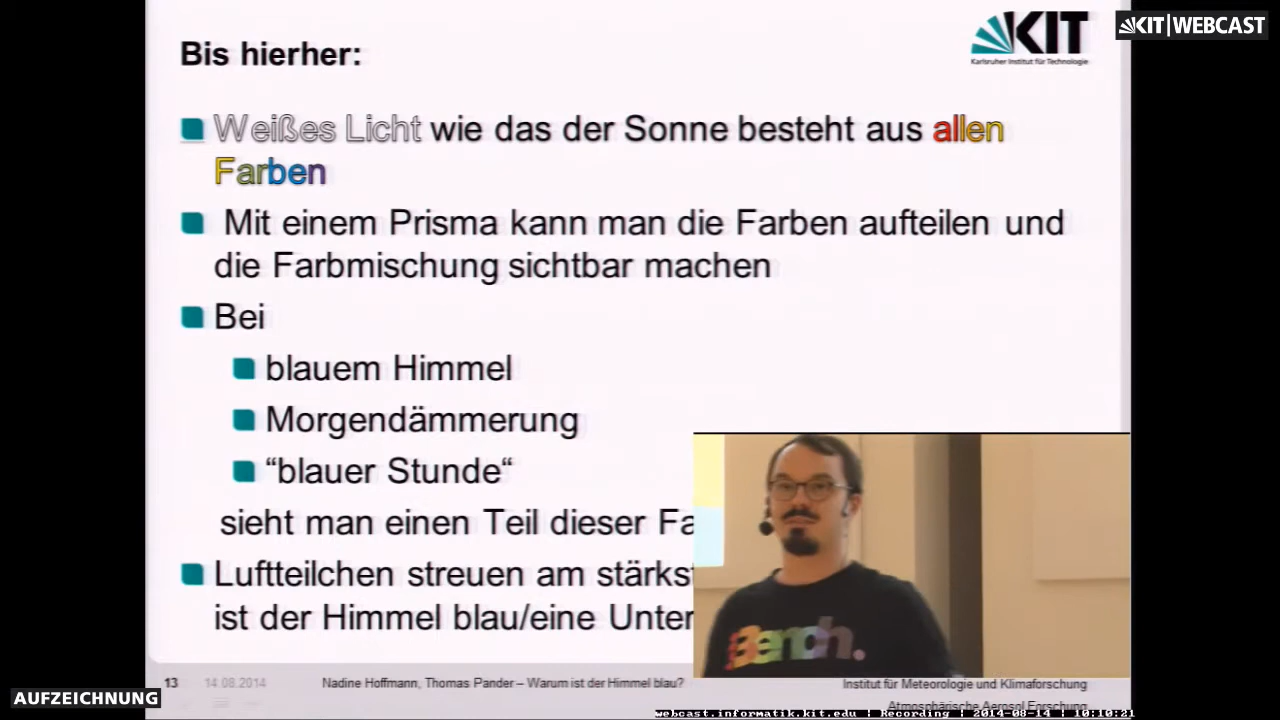 Bis hierher:
KIT
Karlsruher Institut für Technologie
KIT | WEBCAST
Weißes Licht wie das der Sonne besteht aus allen
Farben
Mit einem Prisma kann man die Farben aufteilen und
die Farbmischung sichtbar machen
Bei
blauem Himmel
Morgendämmerung
“blauer Stunde“
sieht man einen Teil dieser Fa
Luftteilchen streuen am stärkst
ist der Himmel blau/eine Unter
Bench.
13 14.08.2014 Nadine Hoffmann, Thomas Pander – Warum ist der Himmel blau? Institut für Meteorologie und Klimaforschung
Atmosphärische Aerosol Forschung
AUFZEICHNUNG
webcast.informatik.kit.edu | Recording | 2014-08-14 | 10:10:21